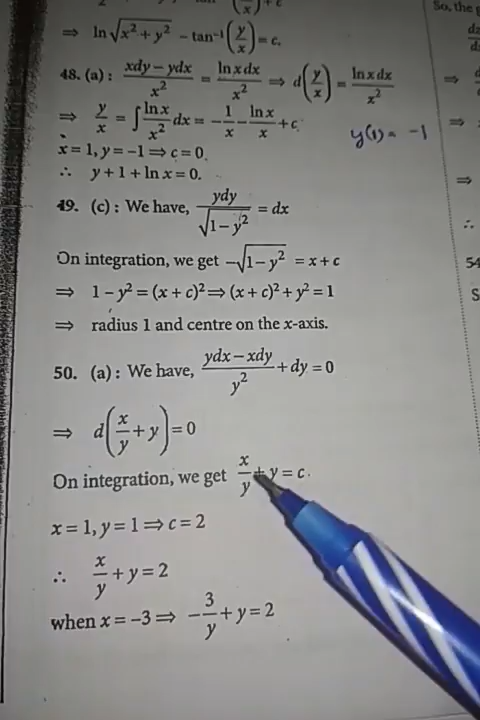 ⇒ ln√(x² + y²) − tan⁻¹(y/x) = c.
So, the
48. (a) : (xdy − ydx)/x² = (ln x dx)/x² ⇒ d(y/x) = (ln x dx)/x²
⇒ y/x = ∫ (ln x)/x² dx = −1/x − (ln x)/x + c
y(1) = −1
x = 1, y = −1 ⇒ c = 0.
∴ y + 1 + ln x = 0.
49. (c) : We have, ydy/√(1 − y²) = dx
On integration, we get −√(1 − y²) = x + c
⇒ 1 − y² = (x + c)² ⇒ (x + c)² + y² = 1
⇒ radius 1 and centre on the x-axis.
50. (a) : We have, (ydx − xdy)/y² + dy = 0
⇒ d(x/y + y) = 0
On integration, we get x/y + y = c.
x = 1, y = 1 ⇒ c = 2
∴ x/y + y = 2
when x = −3 ⇒ −3/y + y = 2
⇒
⇒
⇒
∴
54